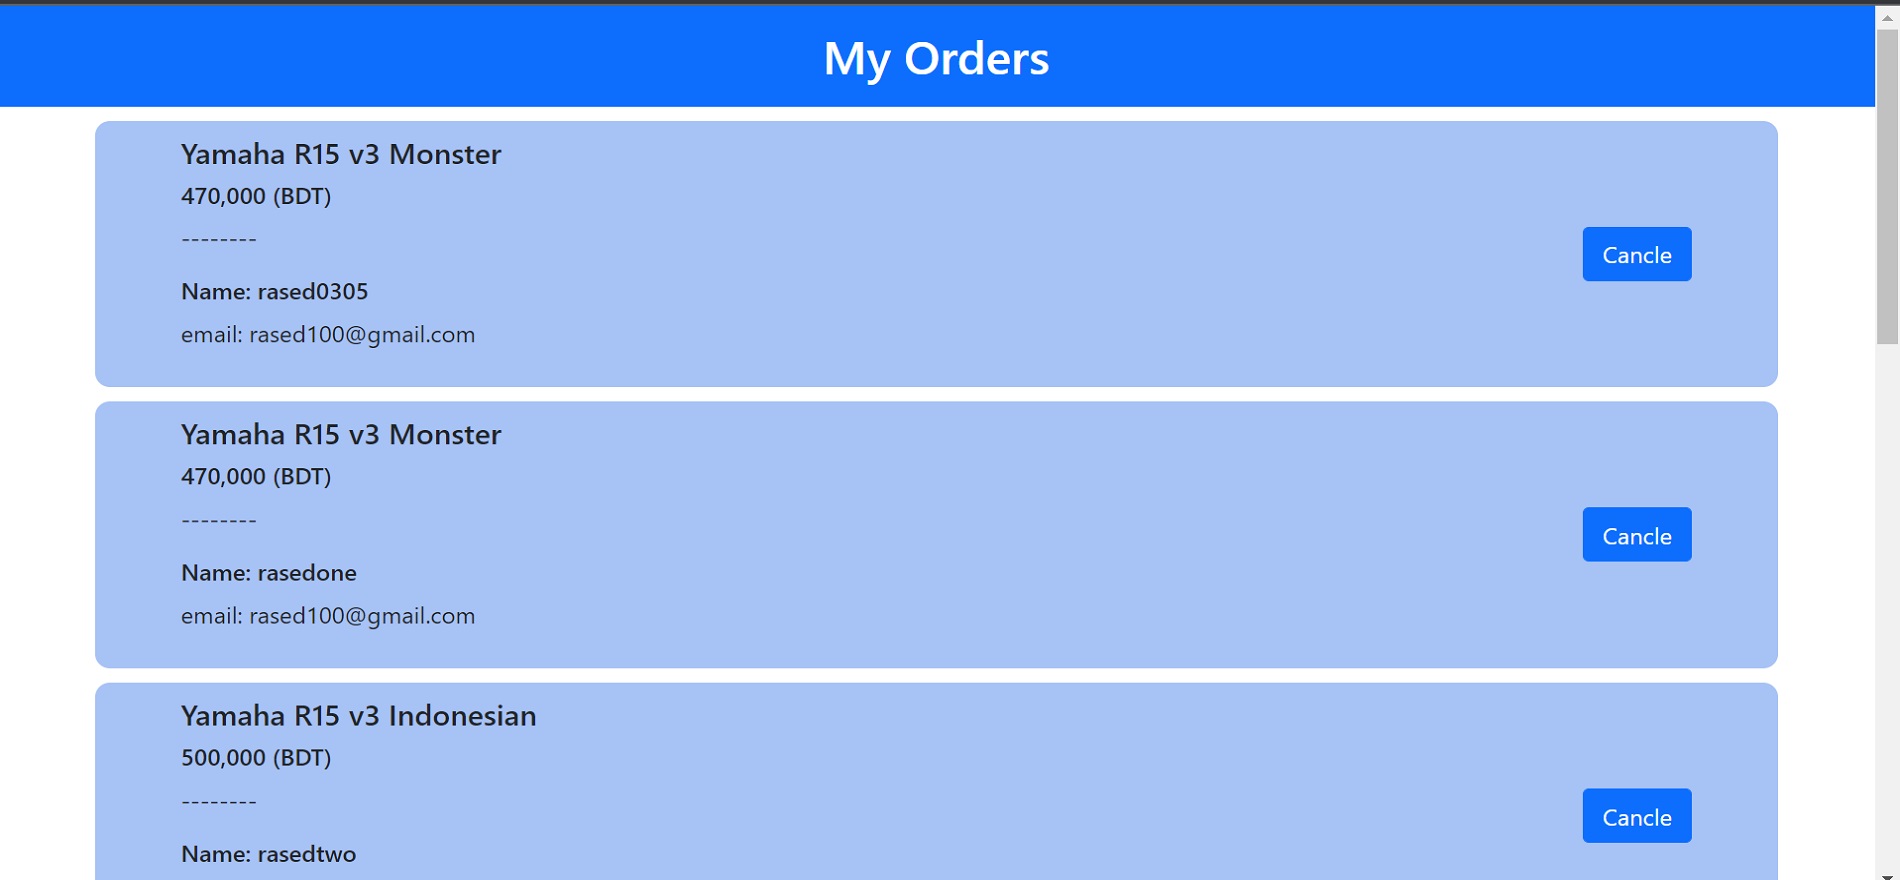 My Orders
Yamaha R15 v3 Monster
470,000 (BDT)
--------
Name: rased0305
email: rased100@gmail.com
Cancle
Yamaha R15 v3 Monster
470,000 (BDT)
--------
Name: rasedone
email: rased100@gmail.com
Cancle
Yamaha R15 v3 Indonesian
500,000 (BDT)
--------
Name: rasedtwo
Cancle